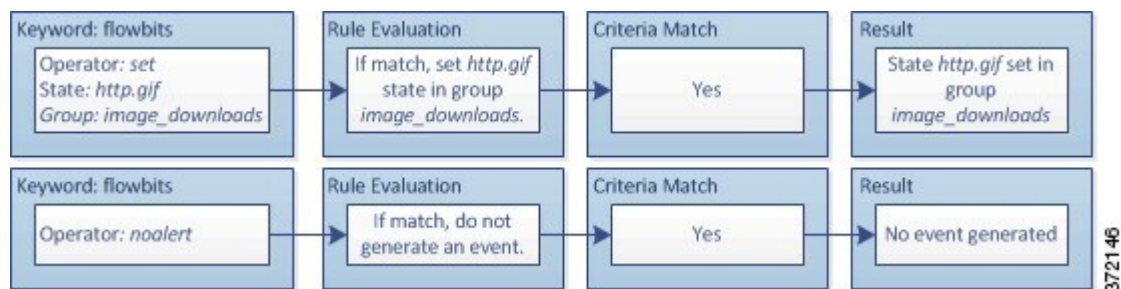 Keyword: flowbits
Operator: set
State: http.gif
Group: image_downloads
Rule Evaluation
If match, set http.gif
state in group
image_downloads.
Criteria Match
Yes
Result
State http.gif set in
group
image_downloads
Keyword: flowbits
Operator: noalert
Rule Evaluation
If match, do not
generate an event.
Criteria Match
Yes
Result
No event generated
372146